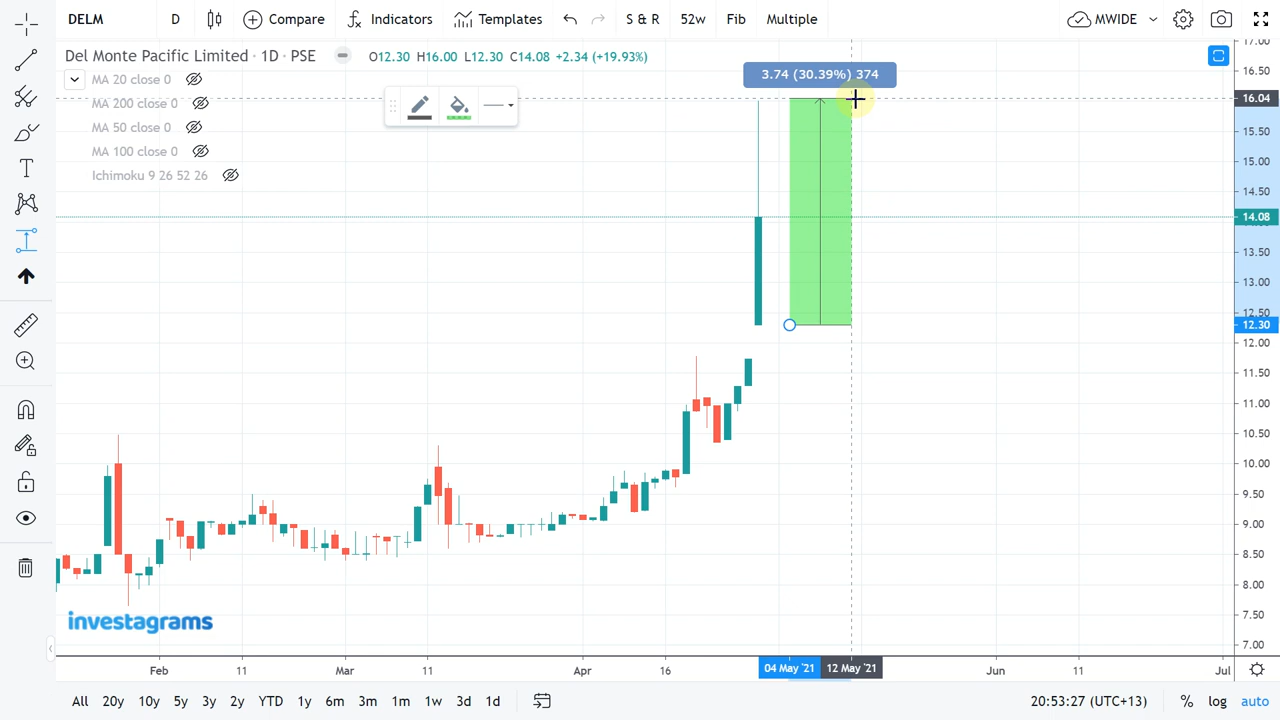 DELM D Compare Indicators Templates S & R 52w Fib Multiple MWIDE
Del Monte Pacific Limited · 1D · PSE O12.30 H16.00 L12.30 C14.08 +2.34 (+19.93%)
MA 20 close 0
MA 200 close 0
MA 50 close 0
MA 100 close 0
Ichimoku 9 26 52 26
3.74 (30.39%) 374
17.00
16.50
16.04
15.50
15.00
14.50
14.08
13.50
13.00
12.50
12.30
12.00
11.50
11.00
10.50
10.00
9.50
9.00
8.50
8.00
7.50
7.00
investagrams
Feb 11 Mar 11 Apr 16 04 May '21 12 May '21 Jun 11 Jul
All 20y 10y 5y 3y 2y YTD 1y 6m 3m 1m 1w 3d 1d 20:53:27 (UTC+13) % log auto